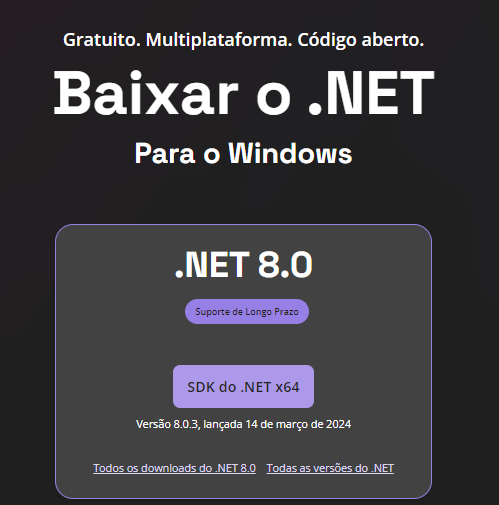 Gratuito. Multiplataforma. Código aberto.
Baixar o .NET
Para o Windows
.NET 8.0
Suporte de Longo Prazo
SDK do .NET x64
Versão 8.0.3, lançada 14 de março de 2024
Todos os downloads do .NET 8.0 Todas as versões do .NET